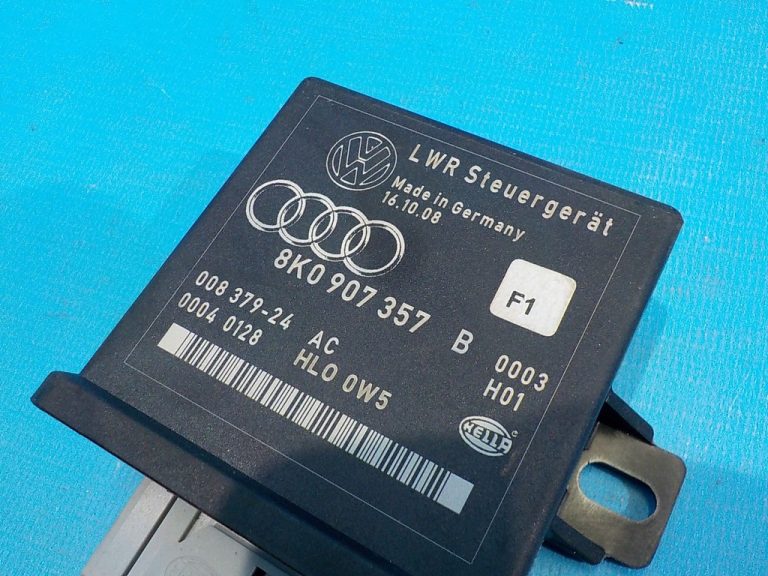 LWR Steuergerät
Made in Germany
16.10.08
8K0 907 357 B
F1
008 379-24 AC 0003
0004 0128 HLO 0W5 H01
HELLA